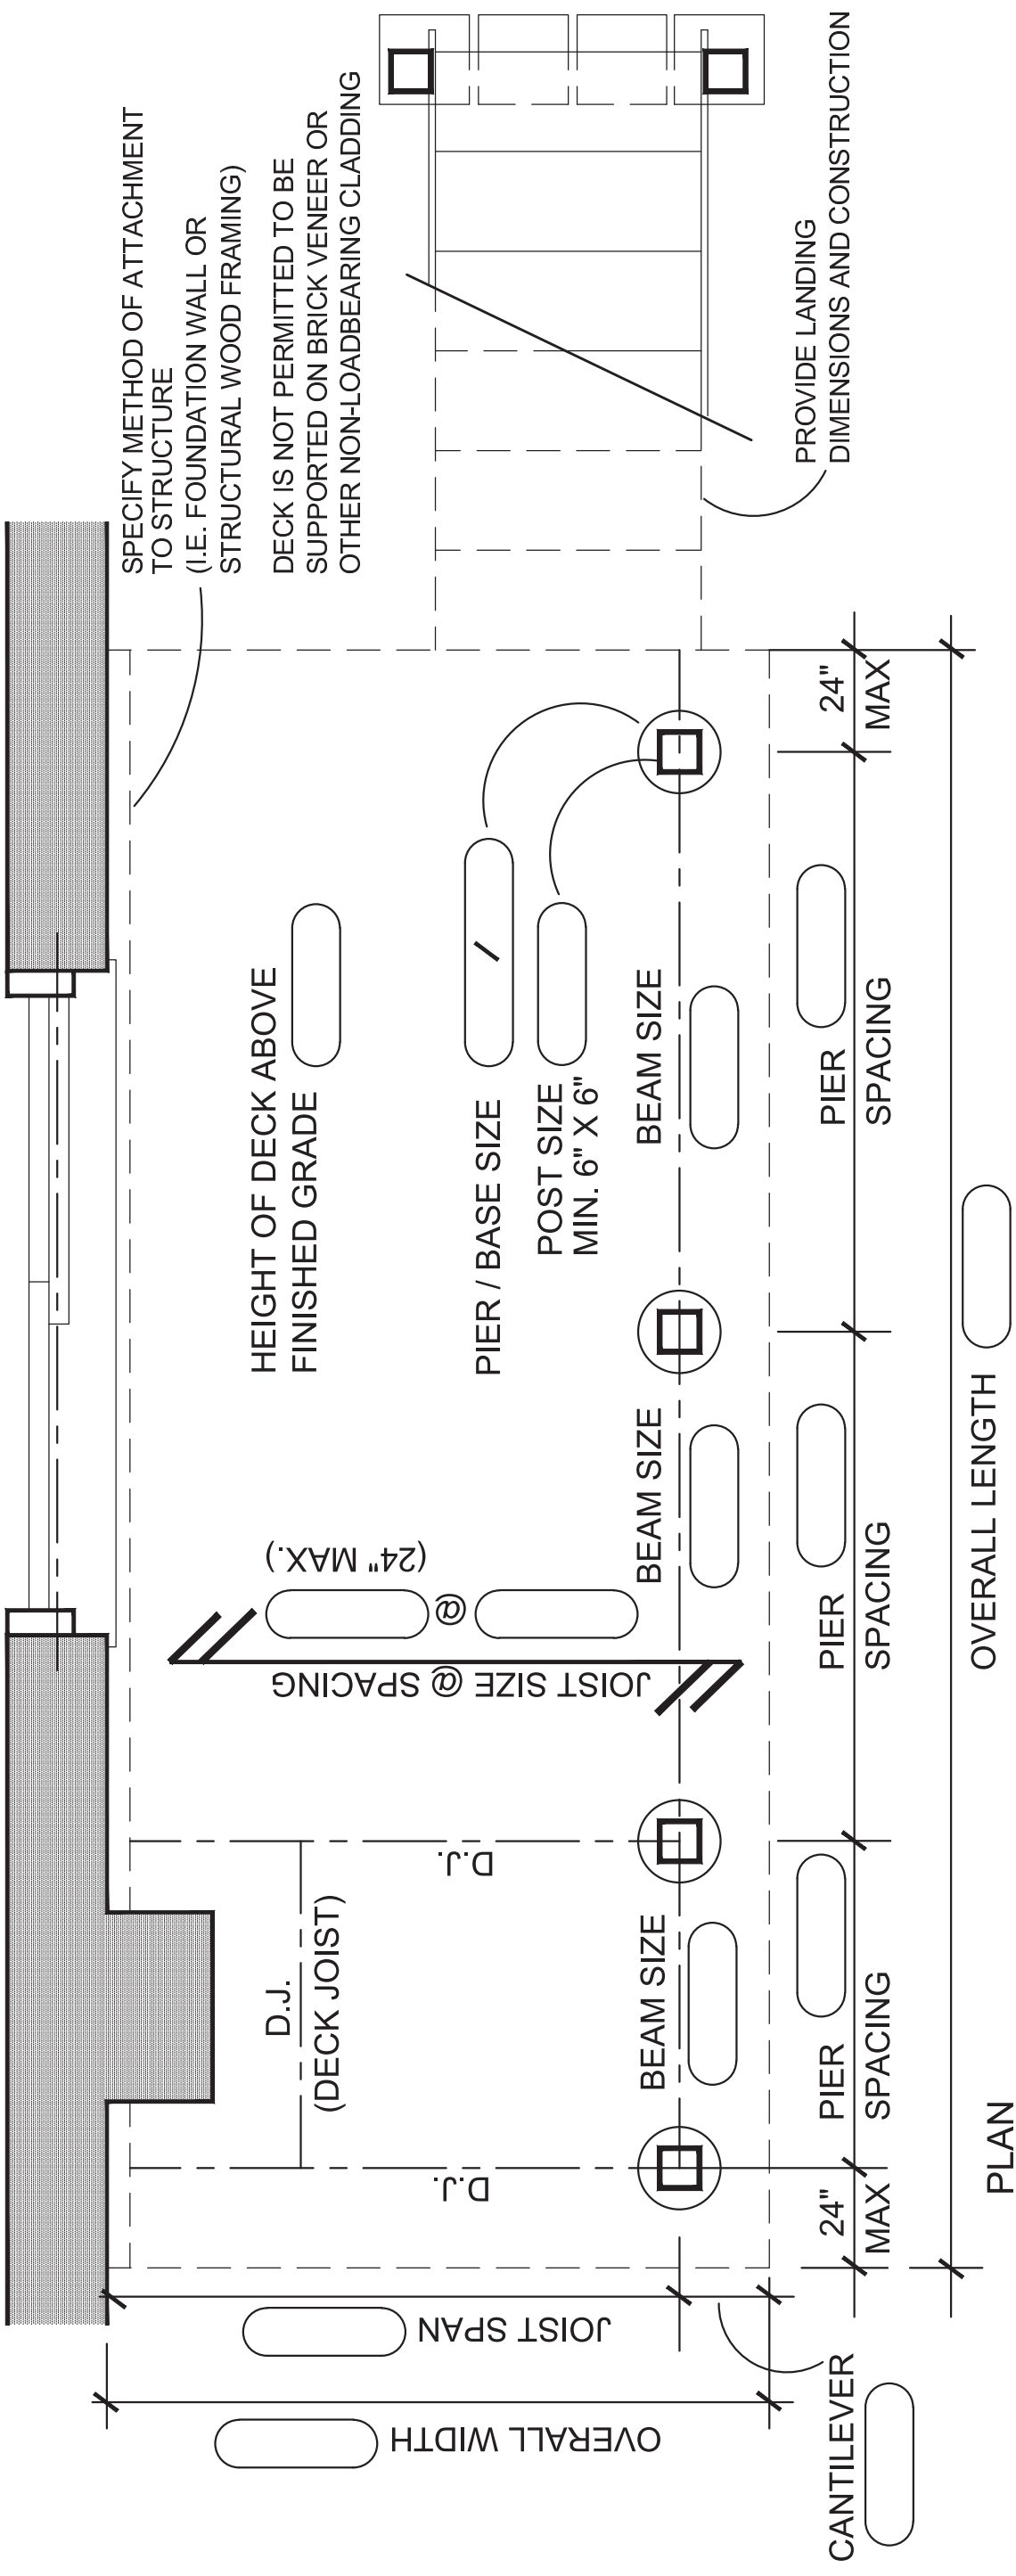 SPECIFY METHOD OF ATTACHMENT
TO STRUCTURE
(I.E. FOUNDATION WALL OR
STRUCTURAL WOOD FRAMING)
DECK IS NOT PERMITTED TO BE
SUPPORTED ON BRICK VENEER OR
OTHER NON-LOADBEARING CLADDING
PROVIDE LANDING
DIMENSIONS AND CONSTRUCTION
HEIGHT OF DECK ABOVE
FINISHED GRADE
PIER / BASE SIZE
/
POST SIZE
MIN. 6" X 6"
JOIST SIZE @ SPACING
@
(24" MAX.)
D.J.
(DECK JOIST)
D.J.
D.J.
BEAM SIZE
BEAM SIZE
BEAM SIZE
JOIST SPAN
OVERALL WIDTH
CANTILEVER
24"
MAX
PIER
SPACING
PIER
SPACING
PIER
SPACING
24"
MAX
OVERALL LENGTH
PLAN